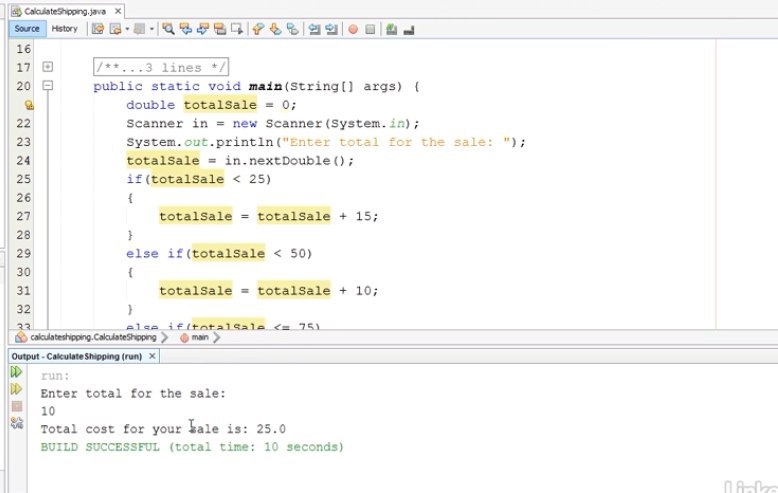 CalculateShipping.java
Source History
16
17 /**...3 lines */
20 public static void main(String[] args) {
double totalSale = 0;
22 Scanner in = new Scanner(System.in);
23 System.out.println("Enter total for the sale: ");
24 totalSale = in.nextDouble();
25 if(totalSale < 25)
26 {
27 totalSale = totalSale + 15;
28 }
29 else if(totalSale < 50)
30 {
31 totalSale = totalSale + 10;
32 }
33 else if(totalSale <= 75)
calculateshipping.CalculateShipping main
Output - CalculateShipping (run)
run:
Enter total for the sale:
10
Total cost for your sale is: 25.0
BUILD SUCCESSFUL (total time: 10 seconds)